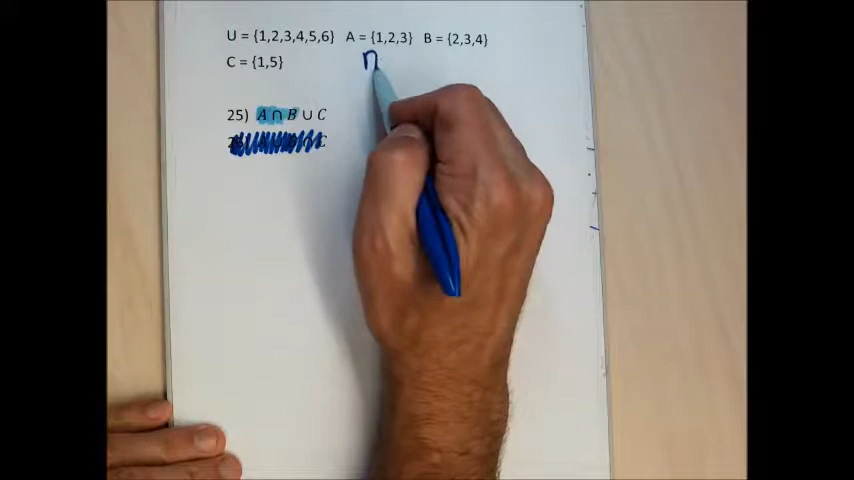 U = {1,2,3,4,5,6} A = {1,2,3} B = {2,3,4}
C = {1,5}
∩
25) A ∩ B ∪ C